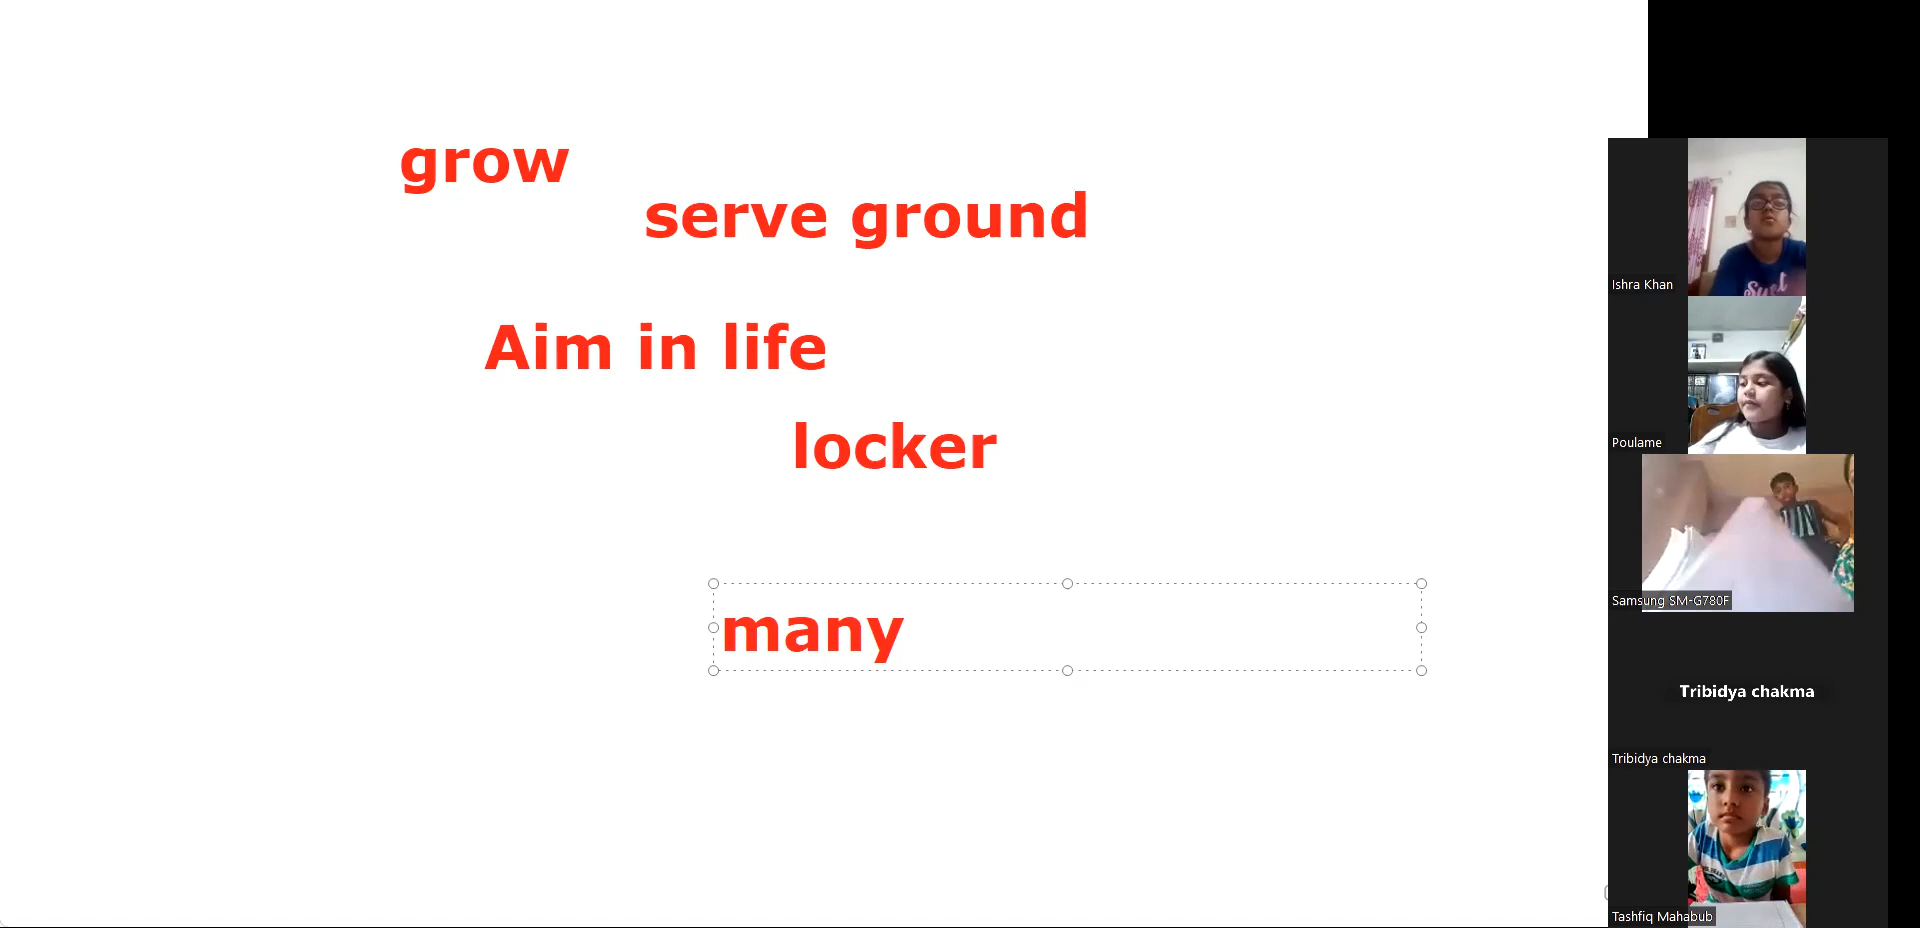 grow
serve ground
Aim in life
locker
many
Ishra Khan
Poulame
Samsung SM-G780F
Tribidya chakma
Tribidya chakma
Tashfiq Mahabub